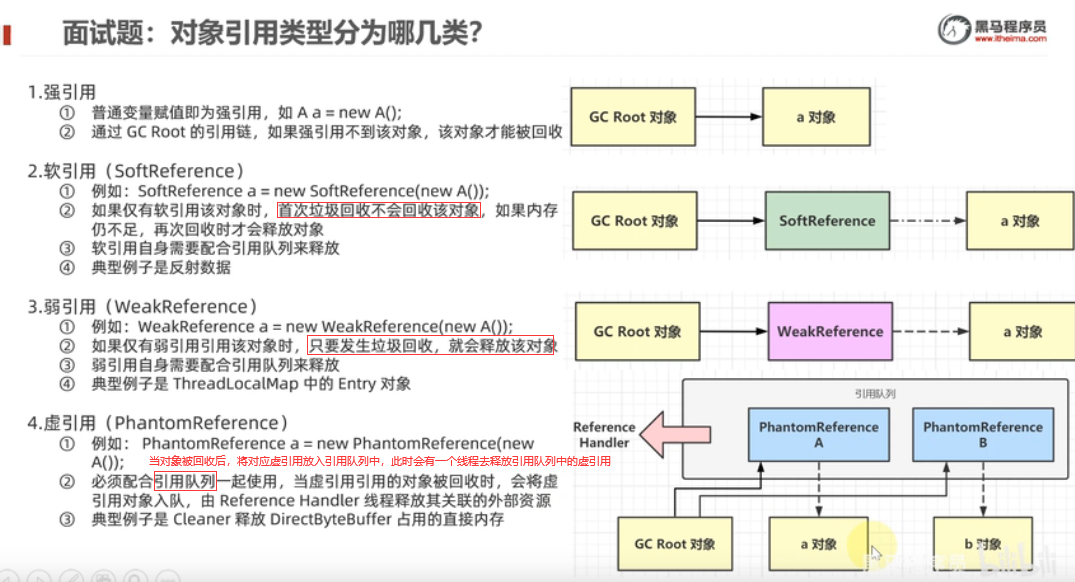 面试题：对象引用类型分为哪几类？
黑马程序员
www.itheima.com
1.强引用
① 普通变量赋值即为强引用，如 A a = new A();
② 通过 GC Root 的引用链，如果强引用不到该对象，该对象才能被回收
GC Root 对象
a 对象
2.软引用（SoftReference）
① 例如：SoftReference a = new SoftReference(new A());
② 如果仅有软引用该对象时，首次垃圾回收不会回收该对象，如果内存
仍不足，再次回收时才会释放对象
③ 软引用自身需要配合引用队列来释放
④ 典型例子是反射数据
GC Root 对象
SoftReference
a 对象
3.弱引用（WeakReference）
① 例如：WeakReference a = new WeakReference(new A());
② 如果仅有弱引用引用该对象时，只要发生垃圾回收，就会释放该对象
③ 弱引用自身需要配合引用队列来释放
④ 典型例子是 ThreadLocalMap 中的 Entry 对象
GC Root 对象
WeakReference
a 对象
4.虚引用（PhantomReference）
① 例如： PhantomReference a = new PhantomReference(new
A());
当对象被回收后，将对应虚引用放入引用队列中，此时会有一个线程去释放引用队列中的虚引用
② 必须配合引用队列一起使用，当虚引用引用的对象被回收时，会将虚
引用对象入队，由 Reference Handler 线程释放其关联的外部资源
③ 典型例子是 Cleaner 释放 DirectByteBuffer 占用的直接内存
引用队列
Reference
Handler
PhantomReference
A
PhantomReference
B
GC Root 对象
a 对象
b 对象
bilibili